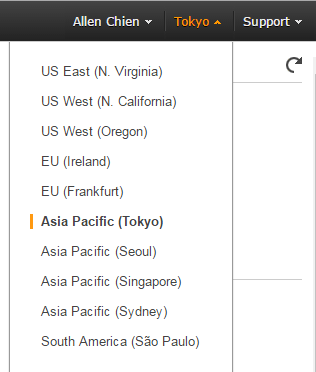 Allen Chien Tokyo Support
US East (N. Virginia)
US West (N. California)
US West (Oregon)
EU (Ireland)
EU (Frankfurt)
Asia Pacific (Tokyo)
Asia Pacific (Seoul)
Asia Pacific (Singapore)
Asia Pacific (Sydney)
South America (São Paulo)